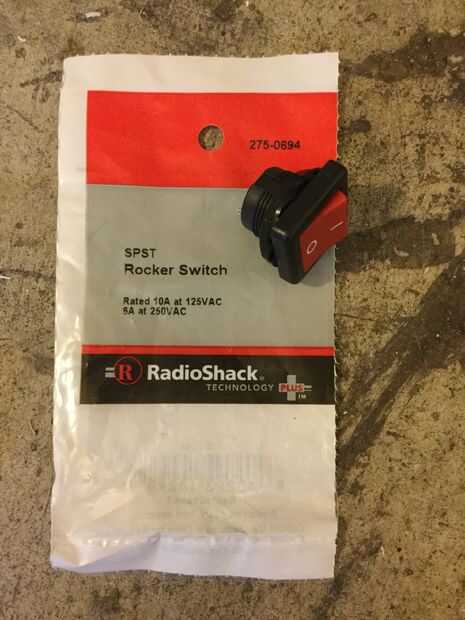 275-0694
SPST
Rocker Switch
Rated 10A at 125VAC
6A at 250VAC
R RadioShack®
TECHNOLOGY PLUS TM
O I